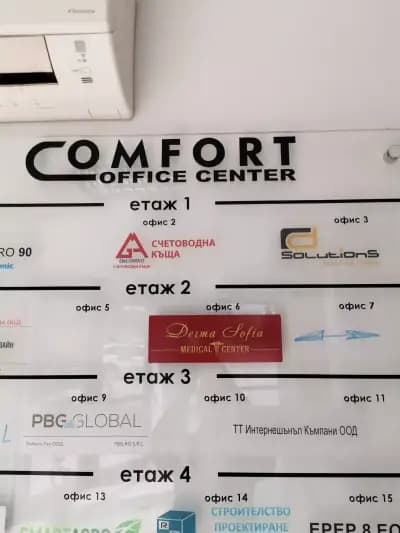 COMFORT
OFFICE CENTER
етаж 1
офис 2
офис 3
RO 90
СЧЕТОВОДНА
КЪЩА
Solutions
етаж 2
офис 5
офис 6
офис 7
Derma Sofia
MEDICAL CENTER
етаж 3
офис 9
офис 10
офис 11
PBG GLOBAL
ТТ Интернешънъл Къмпани ООД
етаж 4
офис 13
офис 14
офис 15
SMARTAGRO
СТРОИТЕЛСТВО
ПРОЕКТИРАНЕ